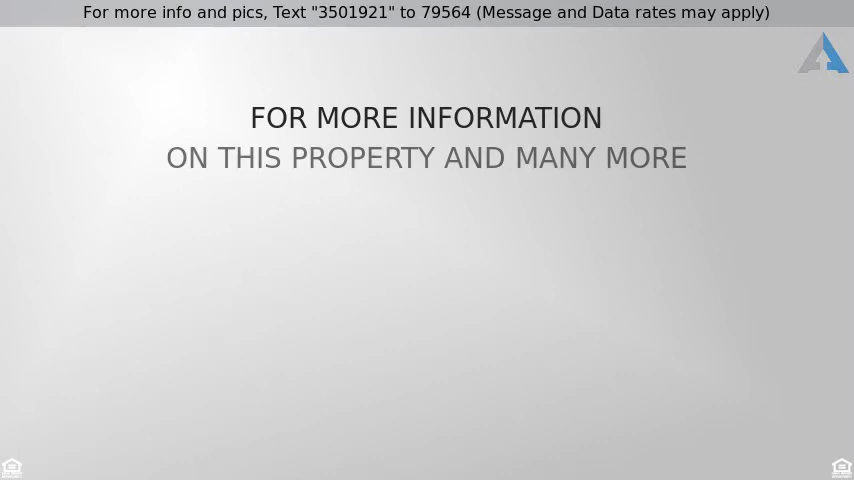 For more info and pics, Text "3501921" to 79564 (Message and Data rates may apply)
FOR MORE INFORMATION
ON THIS PROPERTY AND MANY MORE